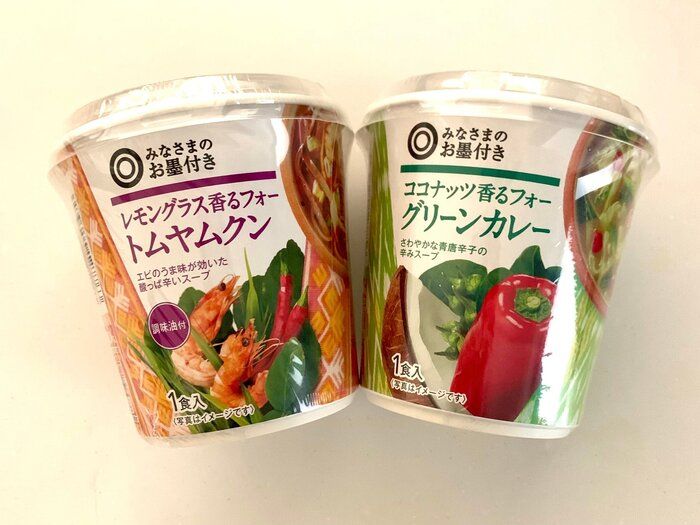 みなさまの
お墨付き
レモングラス香るフォー
トムヤムクン
エビのうま味が効いた
酸っぱ辛いスープ
調味油付
1食入
(写真はイメージです)
みなさまの
お墨付き
ココナッツ香るフォー
グリーンカレー
さわやかな青唐辛子の
辛みスープ
1食入
(写真はイメージです)